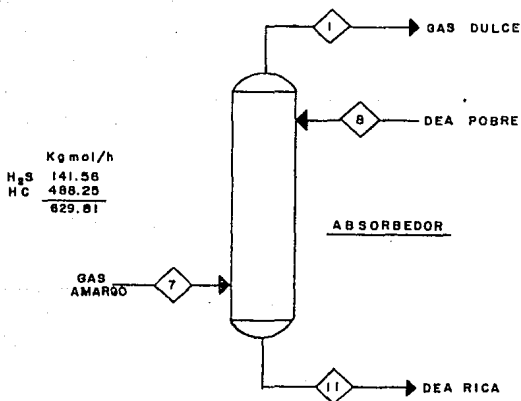 1 GAS DULCE
8 DEA POBRE
Kgmol/h
H₂S 141.56
HC 488.25
629.81
ABSORBEDOR
GAS
AMARGO 7
11 DEA RICA